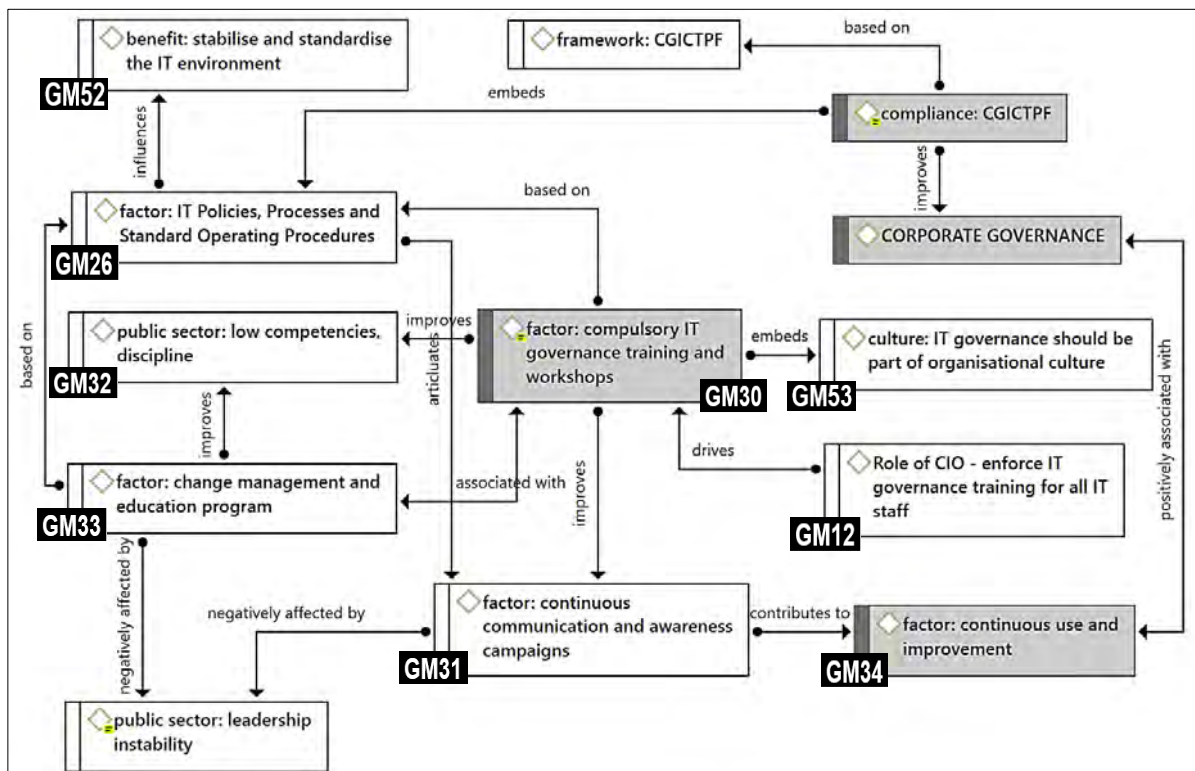 benefit: stabilise and standardise
the IT environment
GM52
framework: CGICTPF
based on
embeds
compliance: CGICTPF
influences
improves
based on
factor: IT Policies, Processes and
Standard Operating Procedures
GM26
CORPORATE GOVERNANCE
based on
public sector: low competencies,
discipline
GM32
improves
articluates
factor: compulsory IT
governance training and
workshops
GM30
embeds
culture: IT governance should be
part of organisational culture
GM53
positively associated with
improves
drives
Role of CIO - enforce IT
governance training for all IT
staff
GM12
factor: change management and
education program
GM33
associated with
improves
negatively affected by
negatively affected by
factor: continuous
communication and awareness
campaigns
GM31
contributes to
factor: continuous use and
improvement
GM34
public sector: leadership
instability